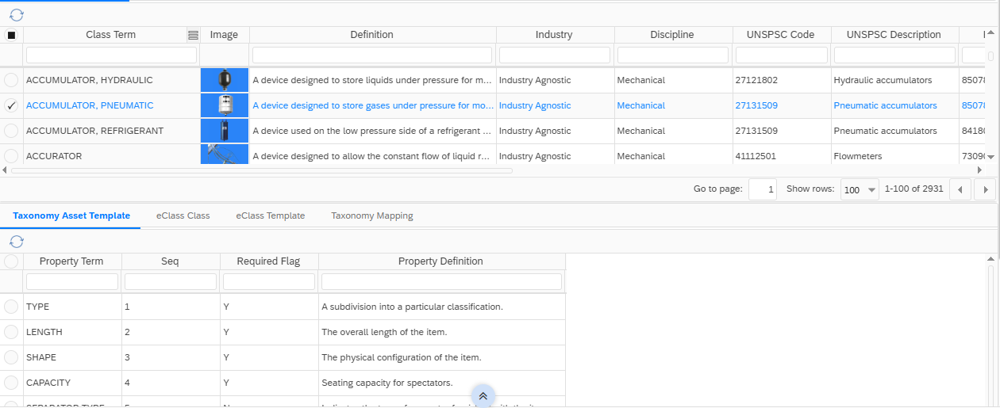 Class Term Image Definition Industry Discipline UNSPSC Code UNSPSC Description
ACCUMULATOR, HYDRAULIC A device designed to store liquids under pressure for m... Industry Agnostic Mechanical 27121802 Hydraulic accumulators 8507
ACCUMULATOR, PNEUMATIC A device designed to store gases under pressure for mo... Industry Agnostic Mechanical 27131509 Pneumatic accumulators 8507
ACCUMULATOR, REFRIGERANT A device used on the low pressure side of a refrigerant ... Industry Agnostic Mechanical 27131509 Pneumatic accumulators 8418
ACCURATOR A device designed to allow the constant flow of liquid r... Industry Agnostic Mechanical 41112501 Flowmeters 7309
Go to page: 1 Show rows: 100 1-100 of 2931
Taxonomy Asset Template eClass Class eClass Template Taxonomy Mapping
Property Term Seq Required Flag Property Definition
TYPE 1 Y A subdivision into a particular classification.
LENGTH 2 Y The overall length of the item.
SHAPE 3 Y The physical configuration of the item.
CAPACITY 4 Y Seating capacity for spectators.